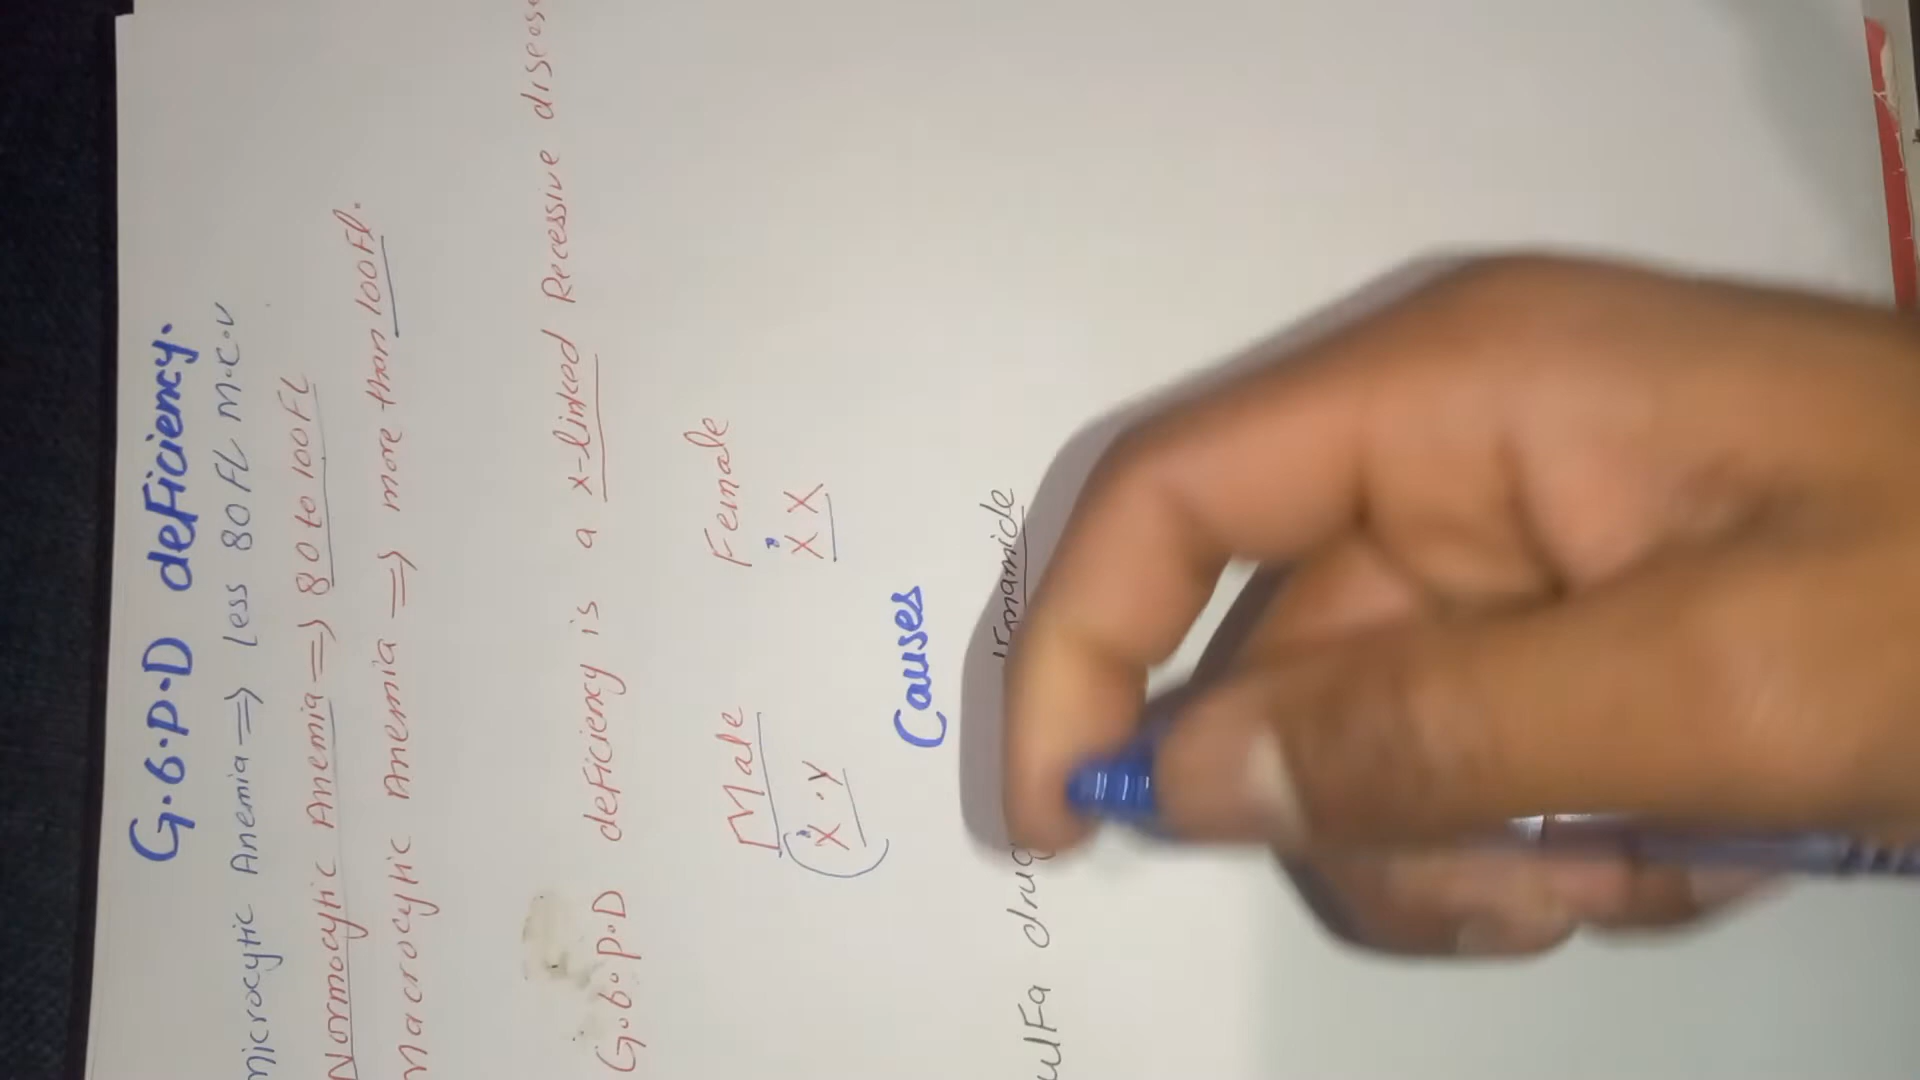 G.6.P.D deficiency.
Microcytic Anemia => Less 80 FL M.C.V
Normocytic Anemia => 80 to 100 FL
Macrocytic Anemia => more than 100 Fl.
G.6.P.D deficiency is a x-linked Recessive
Male Female
X.Y X X
Causes